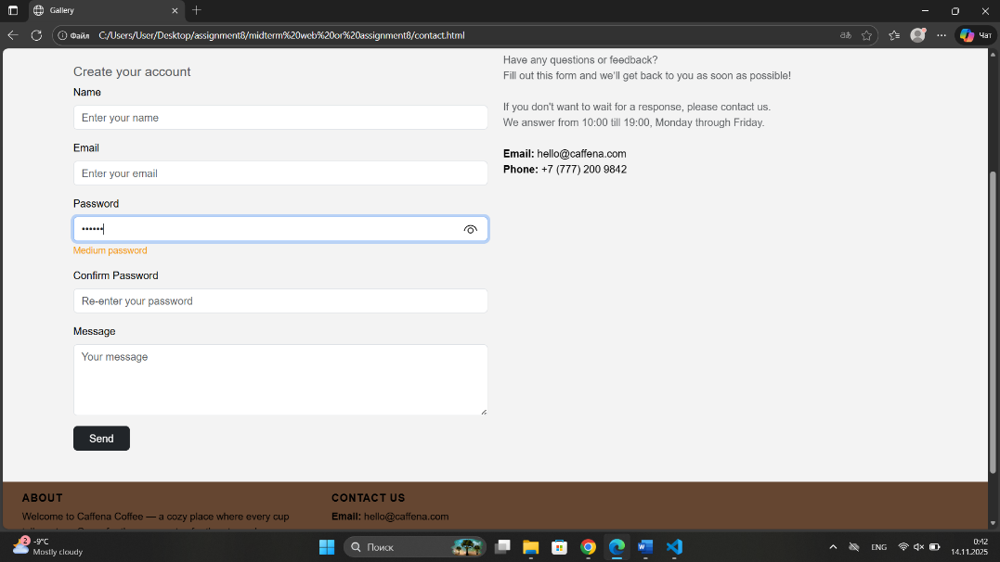 Gallery
Файл C:/Users/User/Desktop/assignment8/midterm%20web%20or%20assignment8/contact.html
Чат
Create your account
Name
Enter your name
Email
Enter your email
Password
••••••
Medium password
Confirm Password
Re-enter your password
Message
Your message
Send
Have any questions or feedback?
Fill out this form and we'll get back to you as soon as possible!
If you don't want to wait for a response, please contact us.
We answer from 10:00 till 19:00, Monday through Friday.
Email: hello@caffena.com
Phone: +7 (777) 200 9842
ABOUT
Welcome to Caffena Coffee — a cozy place where every cup
CONTACT US
Email: hello@caffena.com
2
-9°C
Mostly cloudy
Поиск
ENG
0:42
14.11.2025